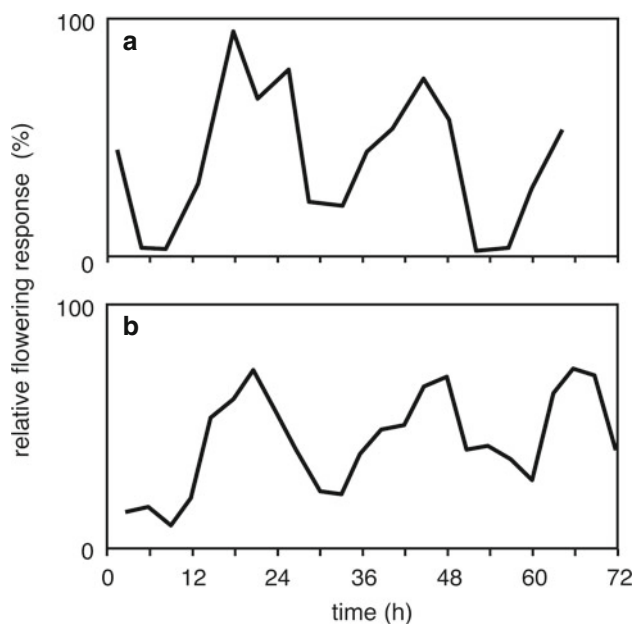 100
a
0
100
b
0
relative flowering response (%)
0 12 24 36 48 60 72
time (h)